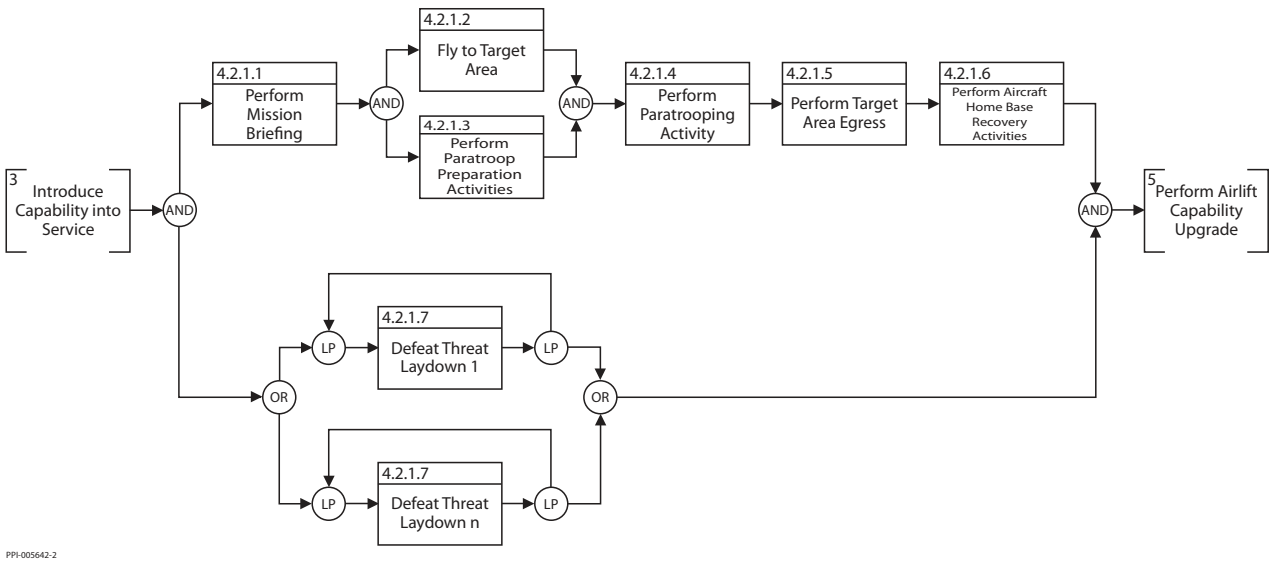 3
Introduce
Capability into
Service
AND
4.2.1.1
Perform
Mission
Briefing
AND
4.2.1.2
Fly to Target
Area
4.2.1.3
Perform
Paratroop
Preparation
Activities
AND
4.2.1.4
Perform
Paratrooping
Activity
4.2.1.5
Perform Target
Area Egress
4.2.1.6
Perform Aircraft
Home Base
Recovery
Activities
OR
LP
4.2.1.7
Defeat Threat
Laydown 1
LP
LP
4.2.1.7
Defeat Threat
Laydown n
LP
OR
AND
5
Perform Airlift
Capability
Upgrade
PPI-005642-2